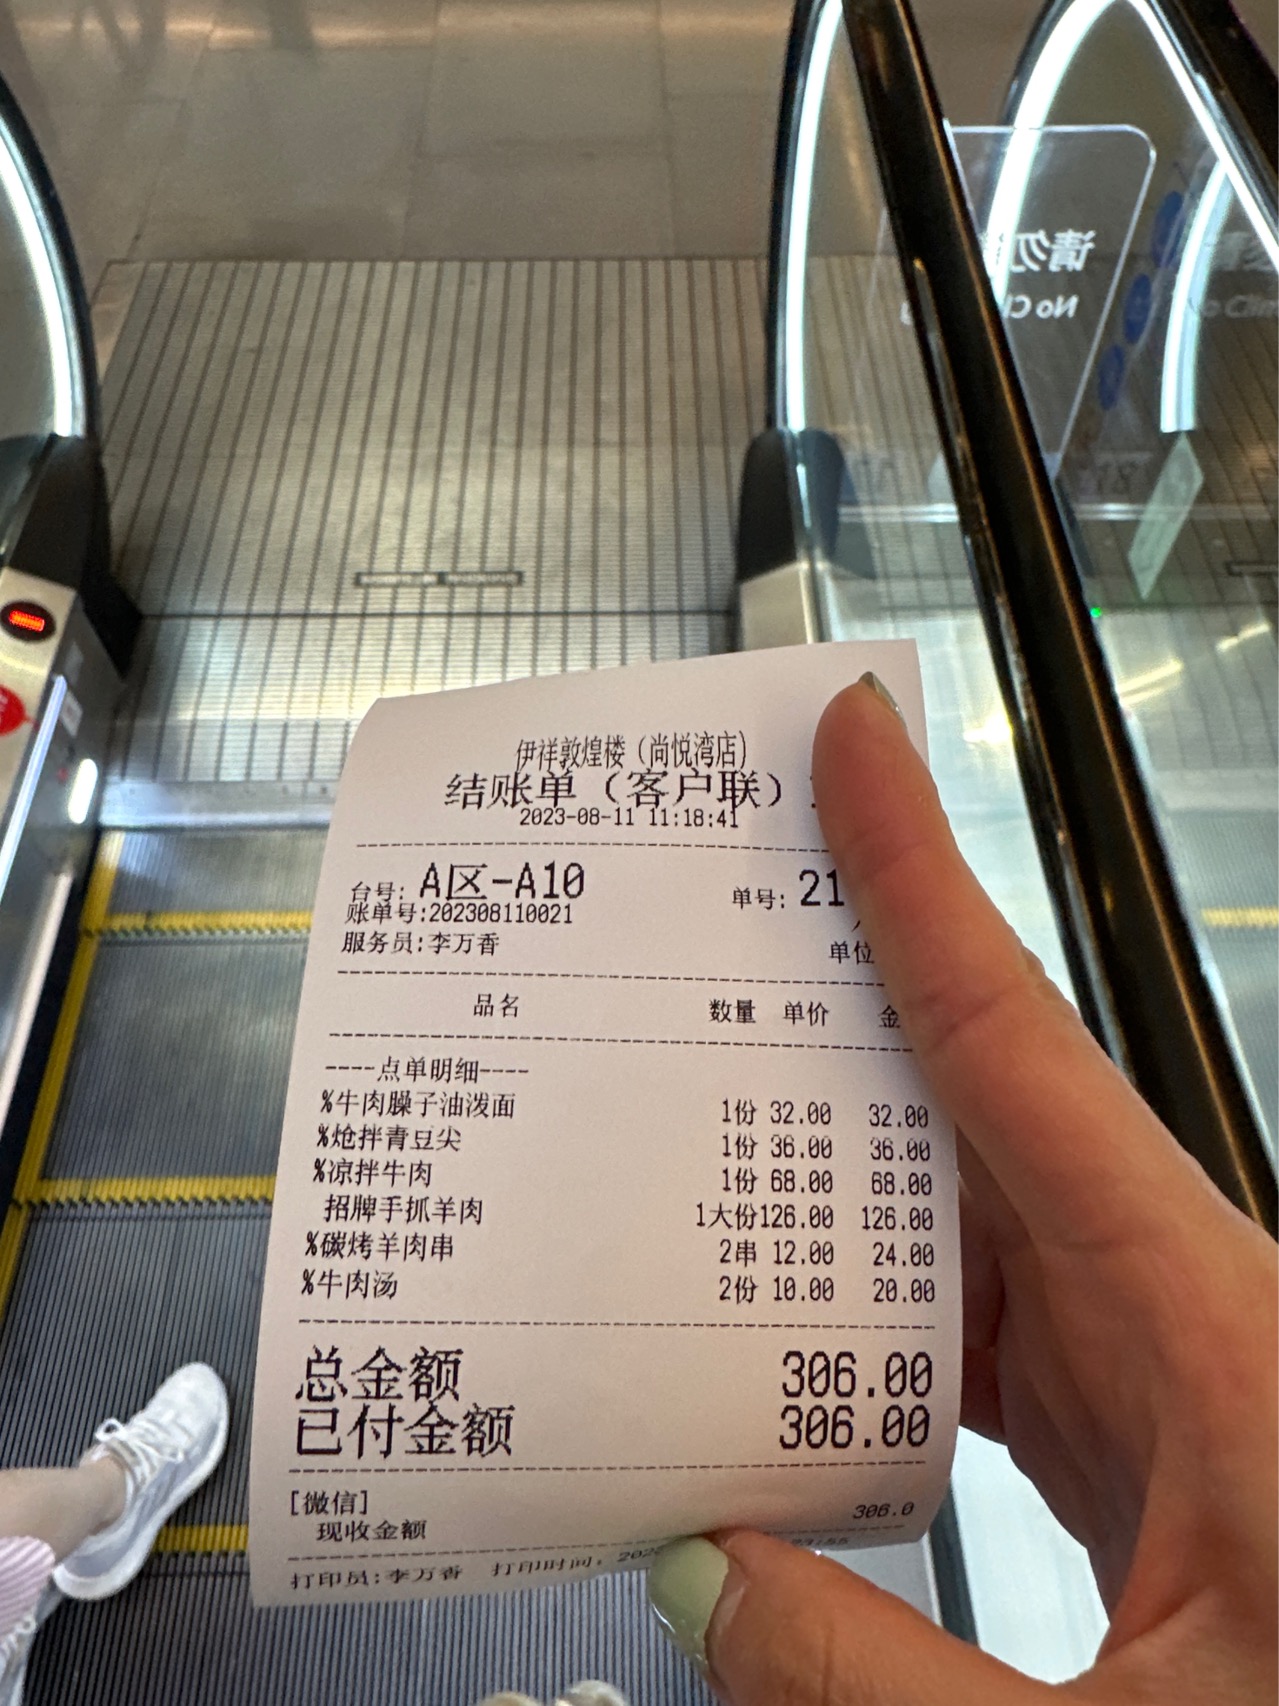 伊祥敦煌楼（尚悦湾店）
结账单（客户联）
2023-08-11 11:18:41
台号: A区-A10 单号: 21
账单号:202308110021
服务员:李万香 单位
品名 数量 单价 金
----点单明细----
%牛肉臊子油泼面 1份 32.00 32.00
%炝拌青豆尖 1份 36.00 36.00
%凉拌牛肉 1份 68.00 68.00
招牌手抓羊肉 1大份126.00 126.00
%碳烤羊肉串 2串 12.00 24.00
%牛肉汤 2份 10.00 20.00
总金额 306.00
已付金额 306.00
[微信]
现收金额 306.0
打印员:李万香 打印时间: 202
请勿
No Cl